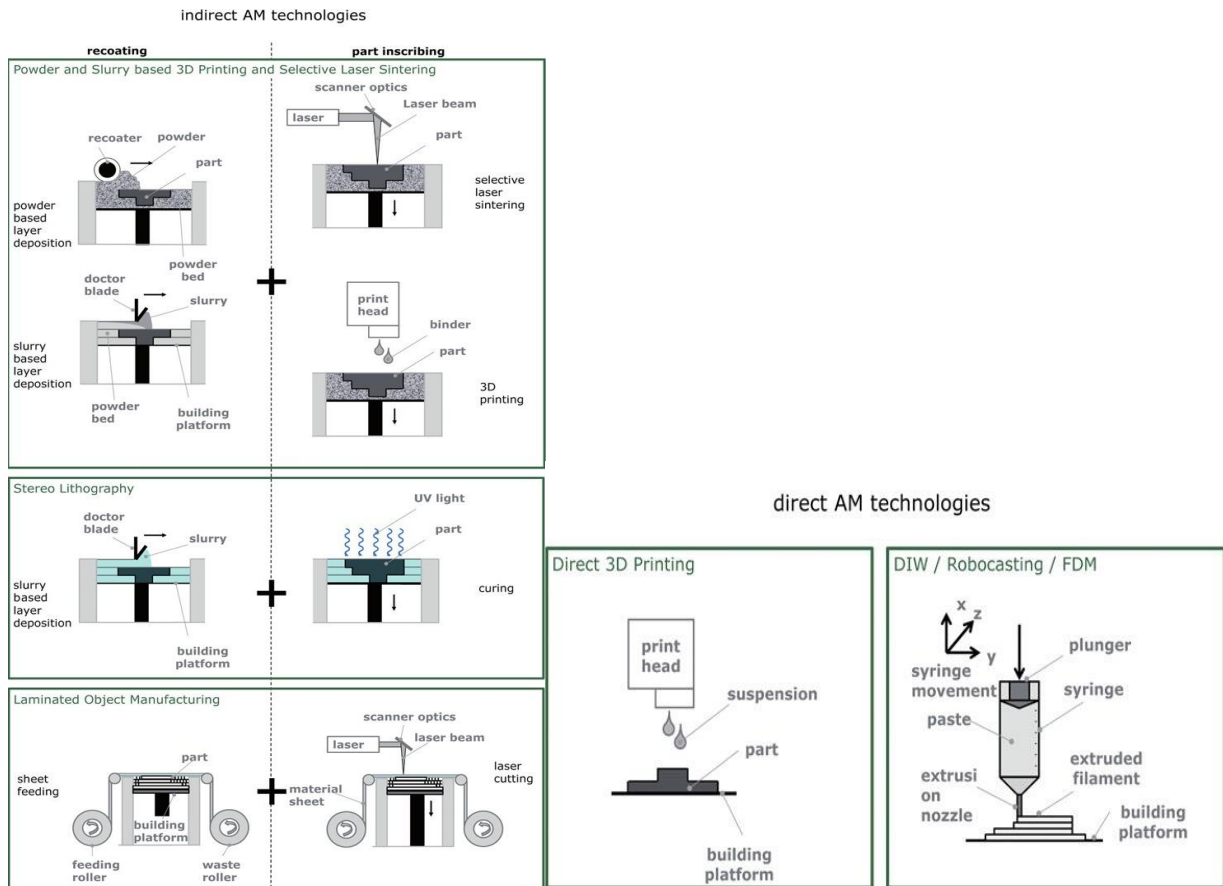 indirect AM technologies
recoating
part inscribing
Powder and Slurry based 3D Printing and Selective Laser Sintering
recoater
powder
part
powder
based
layer
deposition
powder
bed
scanner optics
laser
Laser beam
part
selective
laser
sintering
+
doctor
blade
slurry
slurry
based
layer
deposition
powder
bed
building
platform
print
head
binder
part
3D
printing
Stereo Lithography
doctor
blade
slurry
slurry
based
layer
deposition
building
platform
+
UV light
part
curing
Laminated Object Manufacturing
sheet
feeding
part
building
platform
feeding
roller
waste
roller
+
scanner optics
laser
laser beam
material
sheet
laser
cutting
direct AM technologies
Direct 3D Printing
print
head
suspension
part
building
platform
DIW / Robocasting / FDM
x
z
y
syringe
movement
plunger
syringe
paste
extrusi
on
nozzle
extruded
filament
building
platform